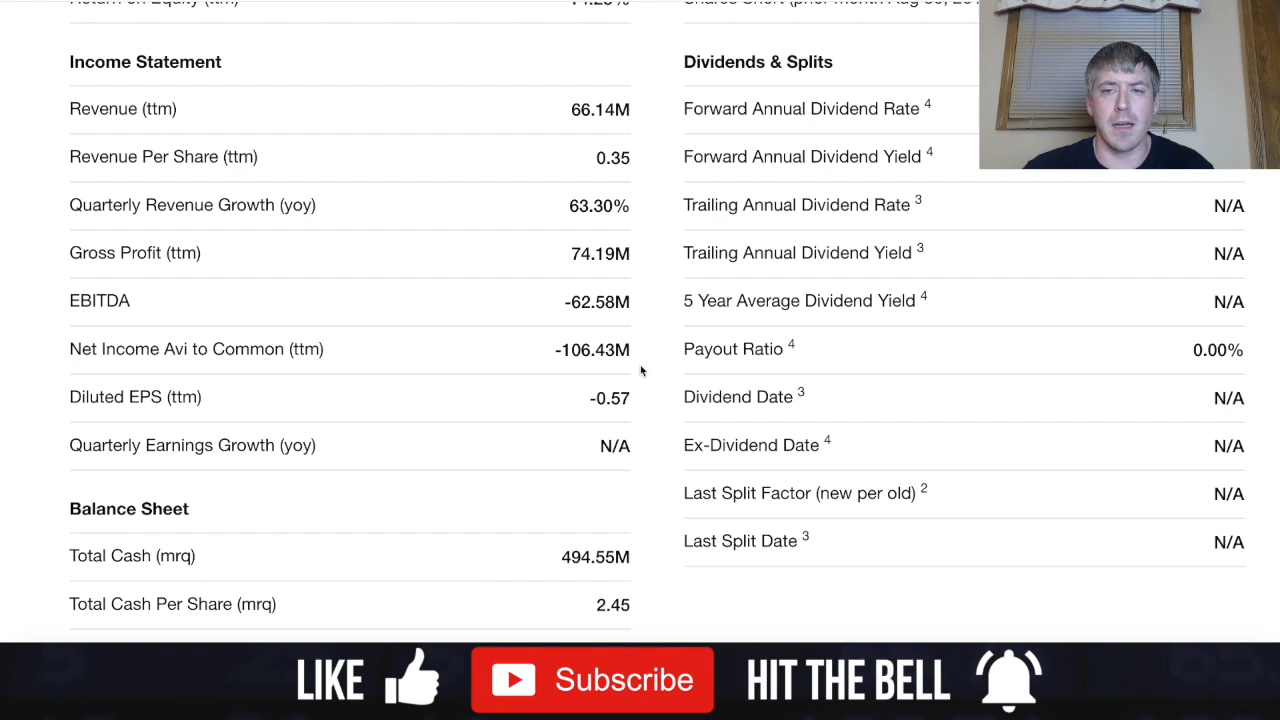 Income Statement
Revenue (ttm) 66.14M
Revenue Per Share (ttm) 0.35
Quarterly Revenue Growth (yoy) 63.30%
Gross Profit (ttm) 74.19M
EBITDA -62.58M
Net Income Avi to Common (ttm) -106.43M
Diluted EPS (ttm) -0.57
Quarterly Earnings Growth (yoy) N/A
Balance Sheet
Total Cash (mrq) 494.55M
Total Cash Per Share (mrq) 2.45
Dividends & Splits
Forward Annual Dividend Rate 4
Forward Annual Dividend Yield 4
Trailing Annual Dividend Rate 3 N/A
Trailing Annual Dividend Yield 3 N/A
5 Year Average Dividend Yield 4 N/A
Payout Ratio 4 0.00%
Dividend Date 3 N/A
Ex-Dividend Date 4 N/A
Last Split Factor (new per old) 2 N/A
Last Split Date 3 N/A
LIKE Subscribe HIT THE BELL